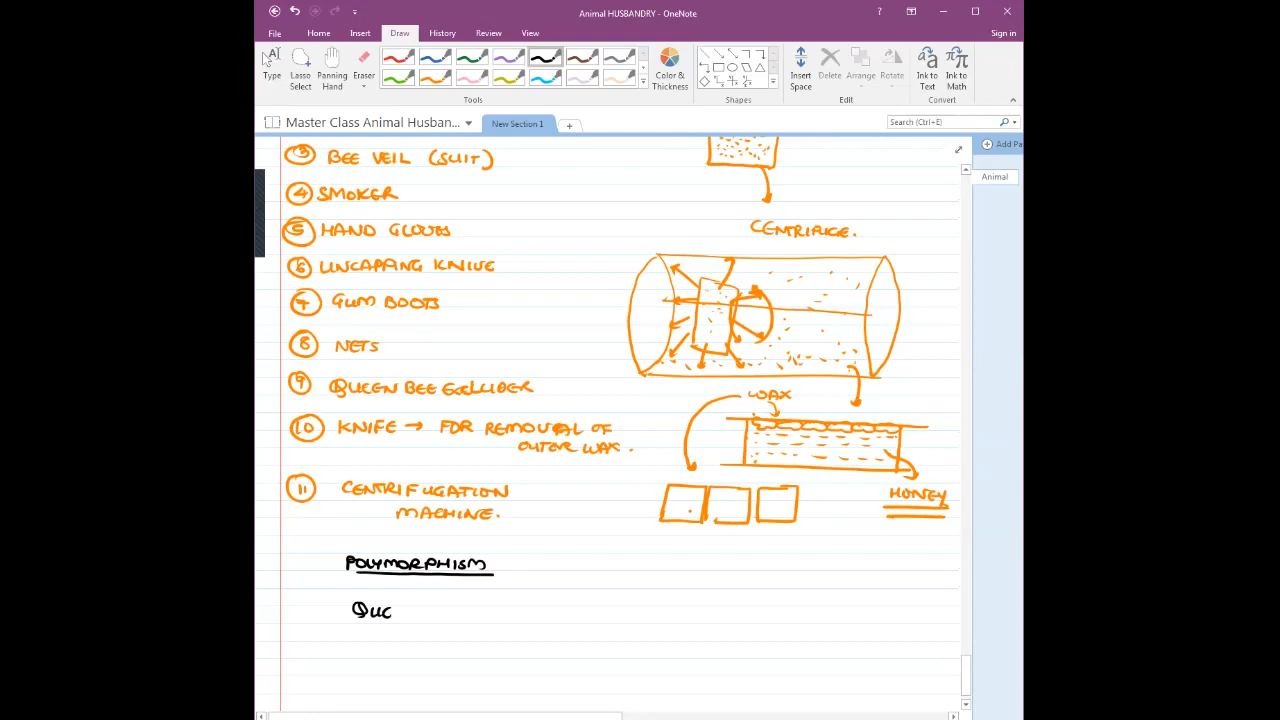 Animal HUSBANDRY - OneNote
?
File Home Insert Draw History Review View Sign in
Type Lasso Select Panning Hand Eraser Color & Thickness Insert Space Delete Arrange Rotate Ink to Text Ink to Math
Tools Shapes Edit Convert
Master Class Animal Husban... New Section 1 Search (Ctrl+E)
Add Pa
Animal
③ BEE VEIL (SUIT)
④ SMOKER
⑤ HAND GLOVES
CENTRIFUGE.
⑥ UNCAPPING KNIVE
⑦ GUM BOOTS
⑧ NETS
⑨ QUEEN BEE EXCLUDER
WAX
⑩ KNIFE → FOR REMOVAL OF
OUTER WAX.
HONEY
⑪ CENTRIFUGATION
MACHINE.
POLYMORPHISM
QUC